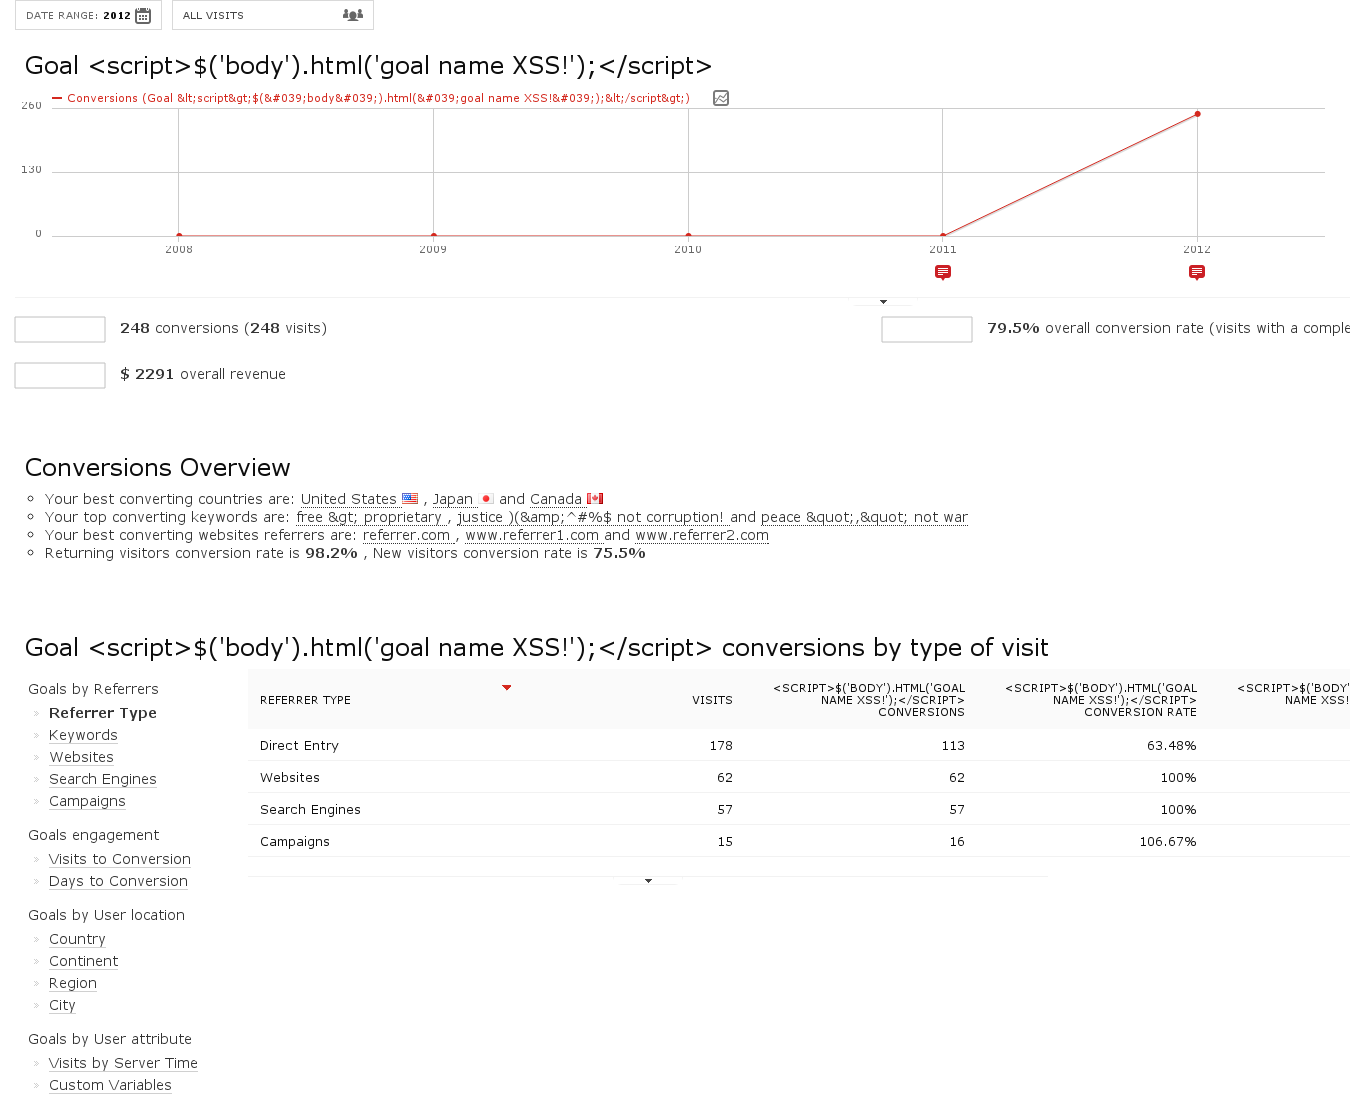 DATE RANGE: 2012
ALL VISITS
Goal <script>$('body').html('goal name XSS!');</script>
Conversions (Goal &lt;script&gt;$(&#039;body&#039;).html(&#039;goal name XSS!&#039;);&lt;/script&gt;)
260
130
0
2008 2009 2010 2011 2012
248 conversions (248 visits)
79.5% overall conversion rate (visits with a comple
$ 2291 overall revenue
Conversions Overview
Your best converting countries are: United States , Japan and Canada
Your top converting keywords are: free &gt; proprietary , justice )(&amp;^#%$ not corruption! and peace &quot;,&quot; not war
Your best converting websites referrers are: referrer.com , www.referrer1.com and www.referrer2.com
Returning visitors conversion rate is 98.2% , New visitors conversion rate is 75.5%
Goal <script>$('body').html('goal name XSS!');</script> conversions by type of visit
Goals by Referrers
» Referrer Type
» Keywords
» Websites
» Search Engines
» Campaigns
Goals engagement
» Visits to Conversion
» Days to Conversion
Goals by User location
» Country
» Continent
» Region
» City
Goals by User attribute
» Visits by Server Time
» Custom Variables
REFERRER TYPE
VISITS
<SCRIPT>$('BODY').HTML('GOAL
NAME XSS!');</SCRIPT>
CONVERSIONS
<SCRIPT>$('BODY').HTML('GOAL
NAME XSS!');</SCRIPT>
CONVERSION RATE
<SCRIPT>$('BODY'
NAME XSS!
Direct Entry 178 113 63.48%
Websites 62 62 100%
Search Engines 57 57 100%
Campaigns 15 16 106.67%